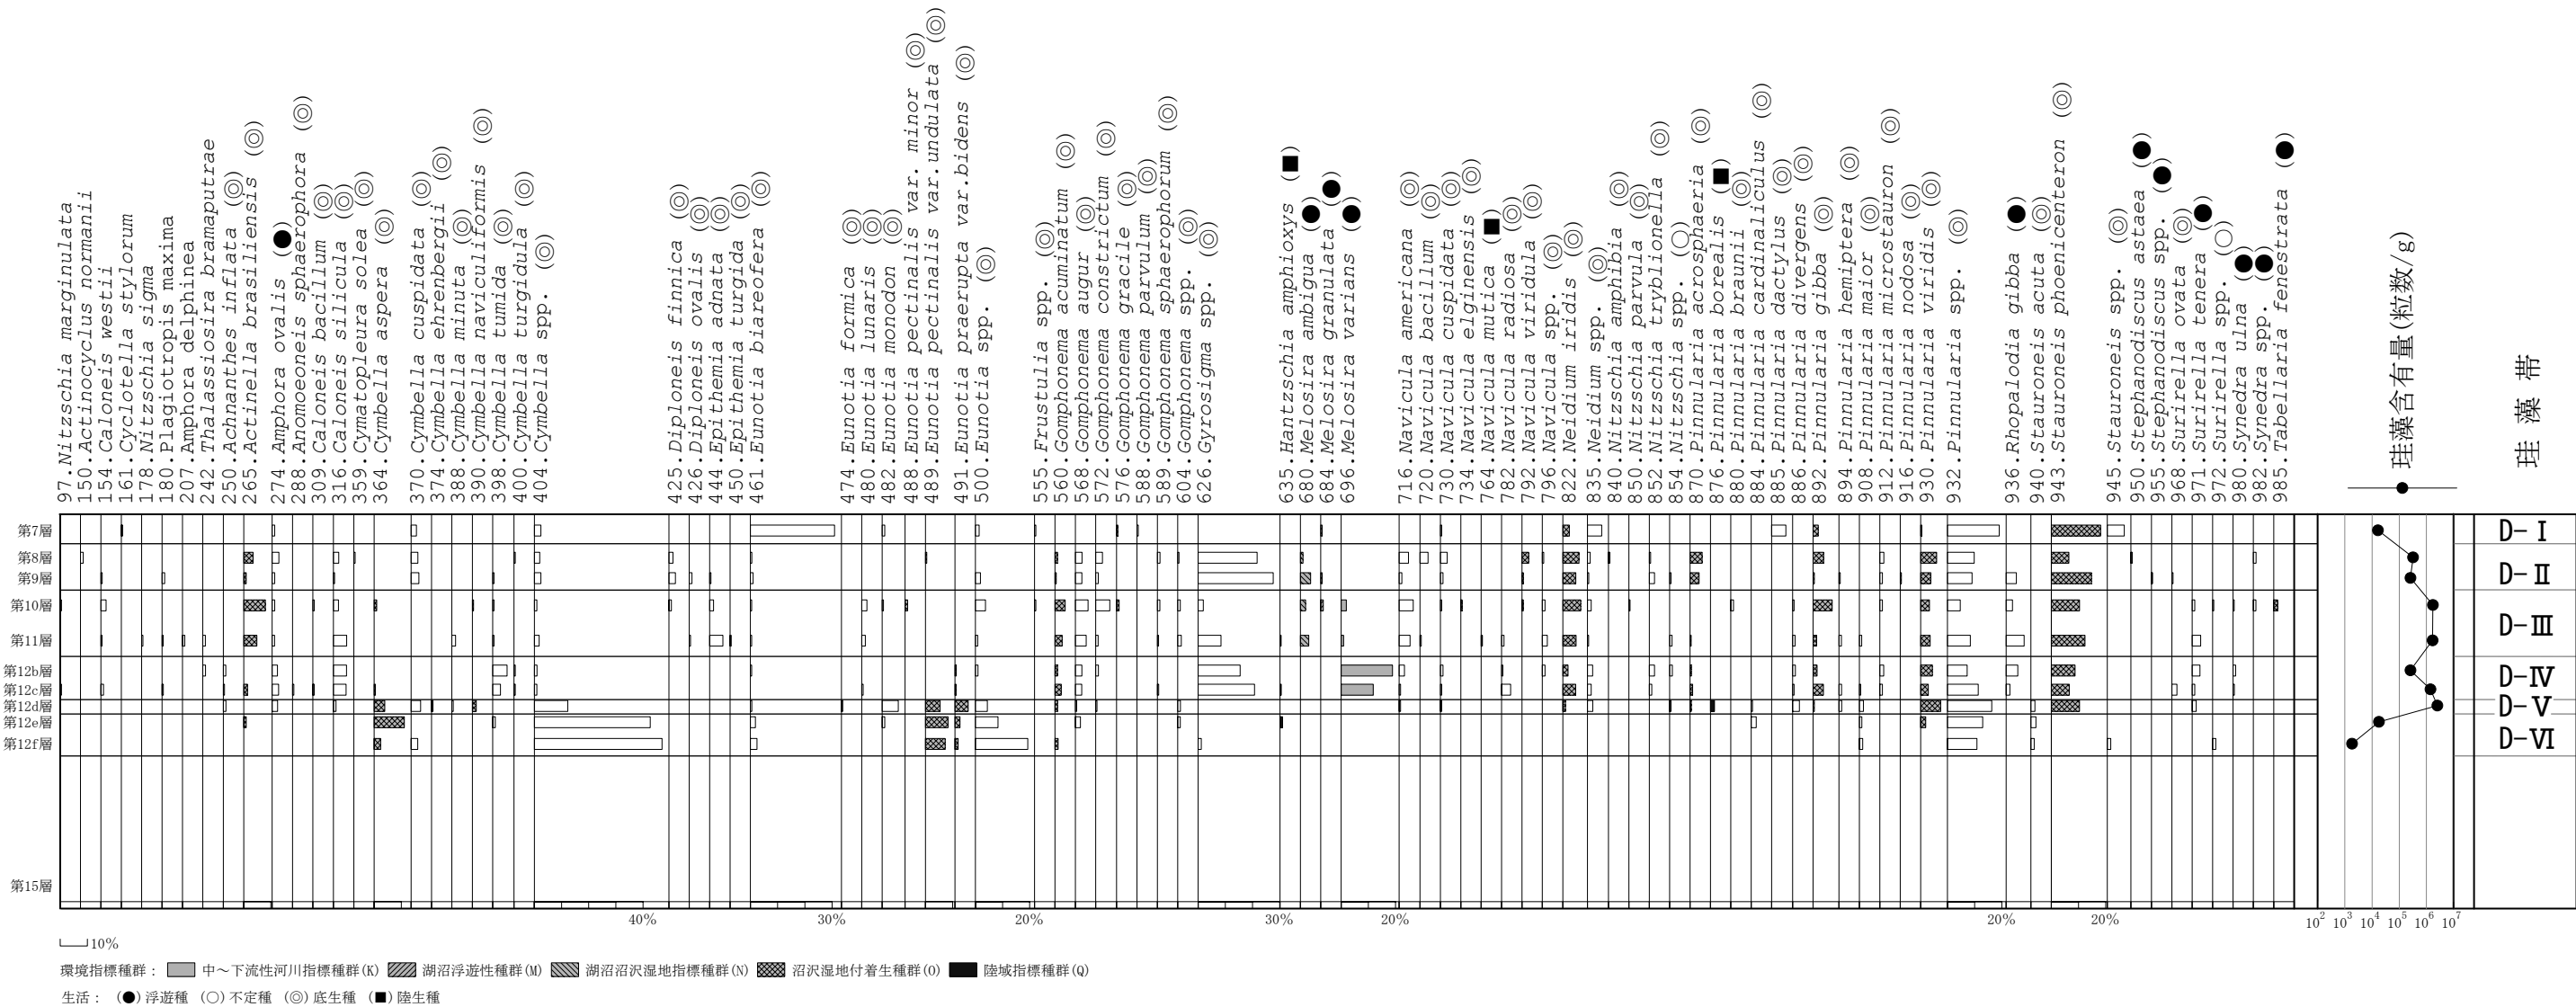 97.Nitzschia marginulata
150.Actinocyclus normanii
154.Caloneis westii
161.Cyclotella stylorum
178.Nitzschia sigma
180.Plagiotropis maxima
207.Amphora delphinea
242.Thalassiosira bramaputrae
250.Achnanthes inflata (◎)
265.Actinella brasiliensis (◎)
274.Amphora ovalis (●)
288.Anomoeoneis sphaerophora (◎)
309.Caloneis bacillum (◎)
316.Caloneis silicula (◎)
359.Cymatopleura solea (◎)
364.Cymbella aspera (◎)
370.Cymbella cuspidata (◎)
374.Cymbella ehrenbergii (◎)
388.Cymbella minuta (◎)
390.Cymbella naviculiformis (◎)
398.Cymbella tumida (◎)
400.Cymbella turgidula (◎)
404.Cymbella spp. (◎)
425.Diploneis finnica (◎)
426.Diploneis ovalis (◎)
444.Epithemia adnata (◎)
450.Epithemia turgida (◎)
461.Eunotia biareofera (◎)
474.Eunotia formica (◎)
480.Eunotia lunaris (◎)
482.Eunotia monodon (◎)
488.Eunotia pectinalis var. minor (◎)
489.Eunotia pectinalis var.undulata (◎)
491.Eunotia praerupta var.bidens (◎)
500.Eunotia spp. (◎)
555.Frustulia spp. (◎)
560.Gomphonema acuminatum (◎)
568.Gomphonema augur (◎)
572.Gomphonema constrictum (◎)
576.Gomphonema gracile (◎)
588.Gomphonema parvulum (◎)
589.Gomphonema sphaerophorum (◎)
604.Gomphonema spp. (◎)
626.Gyrosigma spp. (◎)
635.Hantzschia amphioxys (■)
680.Melosira ambigua (●)
684.Melosira granulata (●)
696.Melosira varians (●)
716.Navicula americana (◎)
720.Navicula bacillum (◎)
730.Navicula cuspidata (◎)
734.Navicula elginensis (◎)
764.Navicula mutica (■)
782.Navicula radiosa (◎)
792.Navicula viridula (◎)
796.Navicula spp. (◎)
822.Neidium iridis (◎)
835.Neidium spp. (◎)
840.Nitzschia amphibia (◎)
850.Nitzschia parvula (◎)
852.Nitzschia tryblionella (◎)
854.Nitzschia spp. (○)
870.Pinnularia acrosphaeria (◎)
876.Pinnularia borealis (■)
880.Pinnularia braunii (◎)
884.Pinnularia cardinaliculus (◎)
885.Pinnularia dactylus (◎)
886.Pinnularia divergens (◎)
892.Pinnularia gibba (◎)
894.Pinnularia hemiptera (◎)
908.Pinnularia maior (◎)
912.Pinnularia microstauron (◎)
916.Pinnularia nodosa (◎)
930.Pinnularia viridis (◎)
932.Pinnularia spp. (◎)
936.Rhopalodia gibba (●)
940.Stauroneis acuta (◎)
943.Stauroneis phoenicenteron (◎)
945.Stauroneis spp. (◎)
950.Stephanodiscus astaea (●)
955.Stephanodiscus spp. (●)
968.Surirella ovata (◎)
971.Surirella tenera (●)
972.Surirella spp. (○)
980.Synedra ulna (●)
982.Synedra spp. (●)
985.Tabellaria fenestrata (●)
珪藻含有量(粒数/g)
珪藻帯
第7層
第8層
第9層
第10層
第11層
第12b層
第12c層
第12d層
第12e層
第12f層
第15層
D-Ⅰ
D-Ⅱ
D-Ⅲ
D-Ⅳ
D-Ⅴ
D-Ⅵ
40% 30% 20% 30% 20% 20% 20% 10² 10³ 10⁴ 10⁵ 10⁶ 10⁷
10%
環境指標種群： 中～下流性河川指標種群(K) 湖沼浮遊性種群(M) 湖沼沼沢湿地指標種群(N) 沼沢湿地付着生種群(O) 陸域指標種群(Q)
生活： (●)浮遊種 (○)不定種 (◎)底生種 (■)陸生種